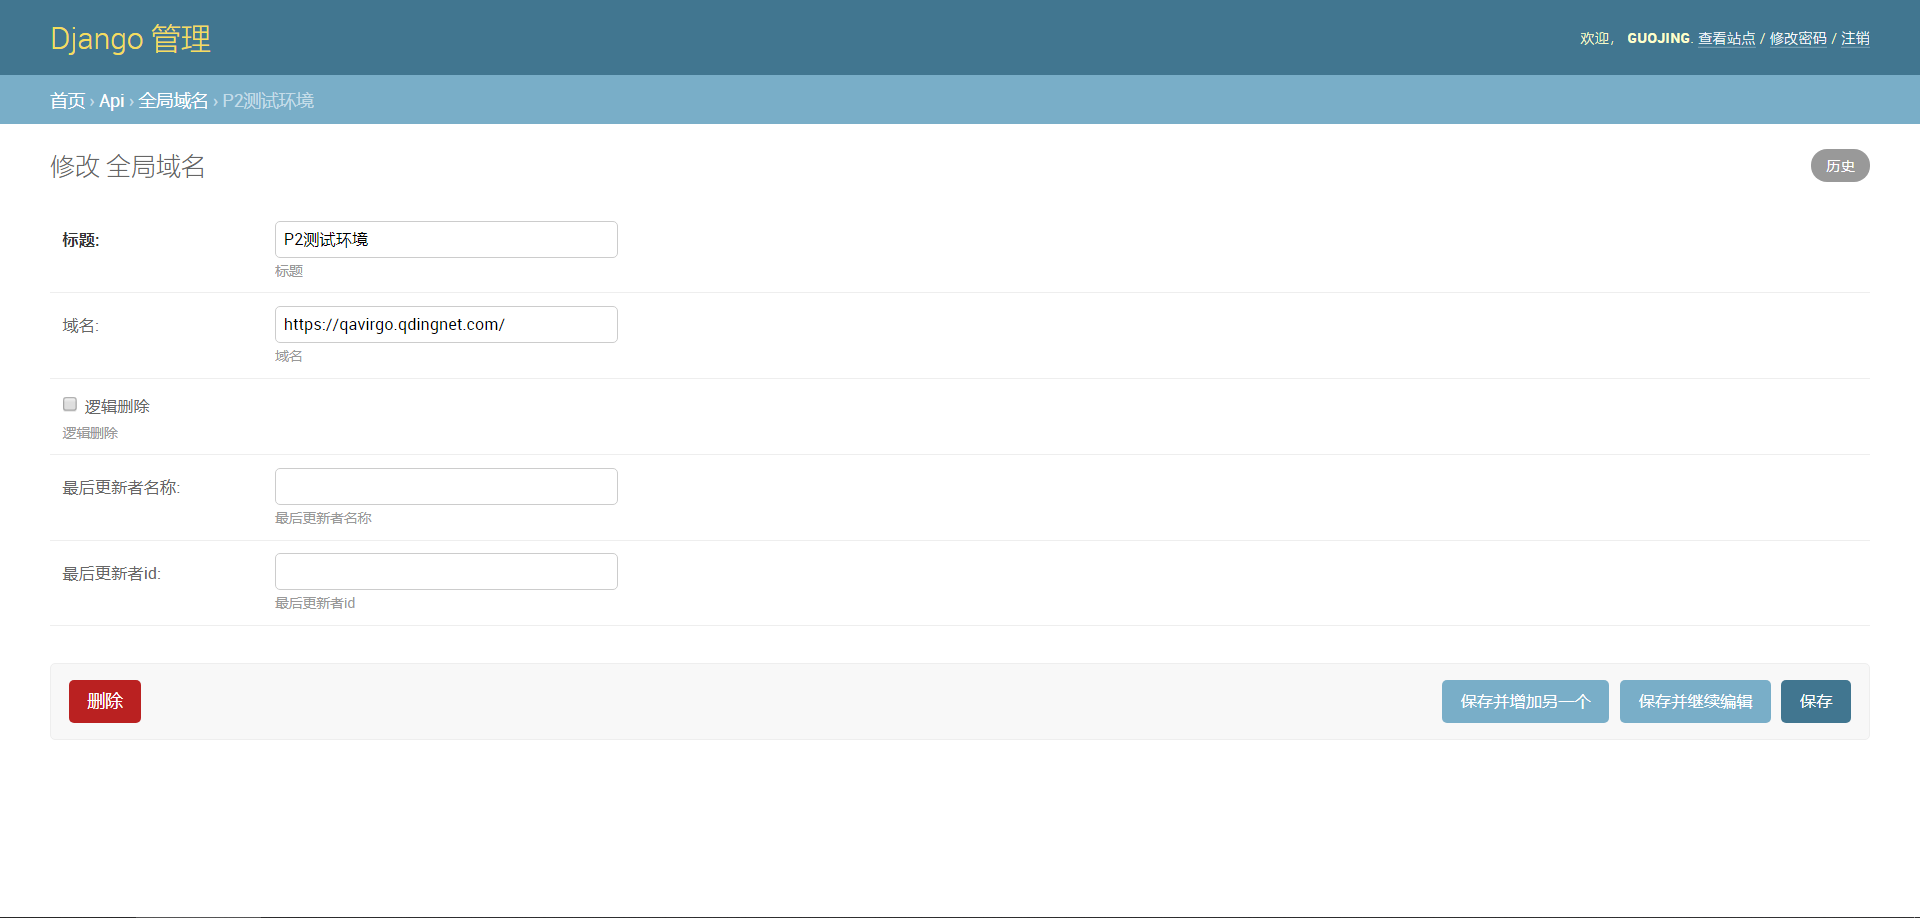 Django 管理
欢迎， GUOJING. 查看站点 / 修改密码 / 注销
首页 › Api › 全局域名 › P2测试环境
修改 全局域名
历史
标题:
P2测试环境
标题
域名:
https://qavirgo.qdingnet.com/
域名
逻辑删除
逻辑删除
最后更新者名称:
最后更新者名称
最后更新者id:
最后更新者id
删除
保存并增加另一个
保存并继续编辑
保存